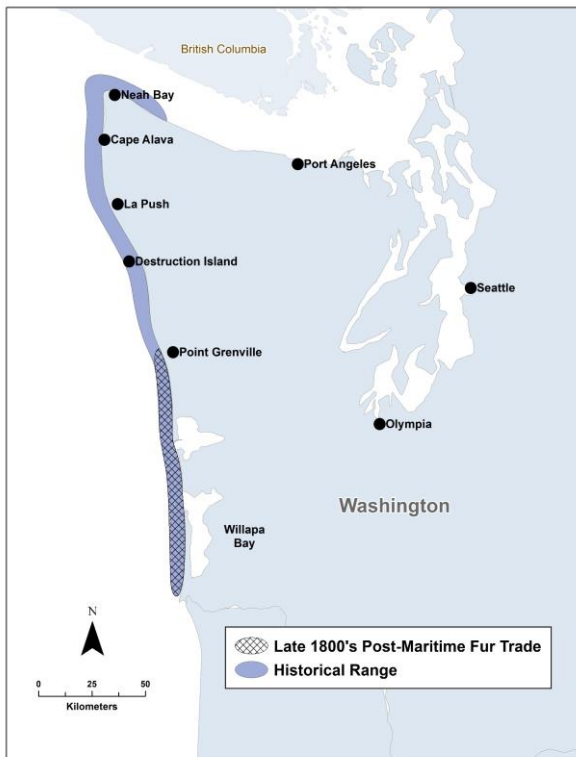 British Columbia
Neah Bay
Cape Alava
Port Angeles
La Push
Destruction Island
Seattle
Point Grenville
Olympia
Washington
Willapa
Bay
N
Late 1800's Post-Maritime Fur Trade
Historical Range
0 25 50
Kilometers